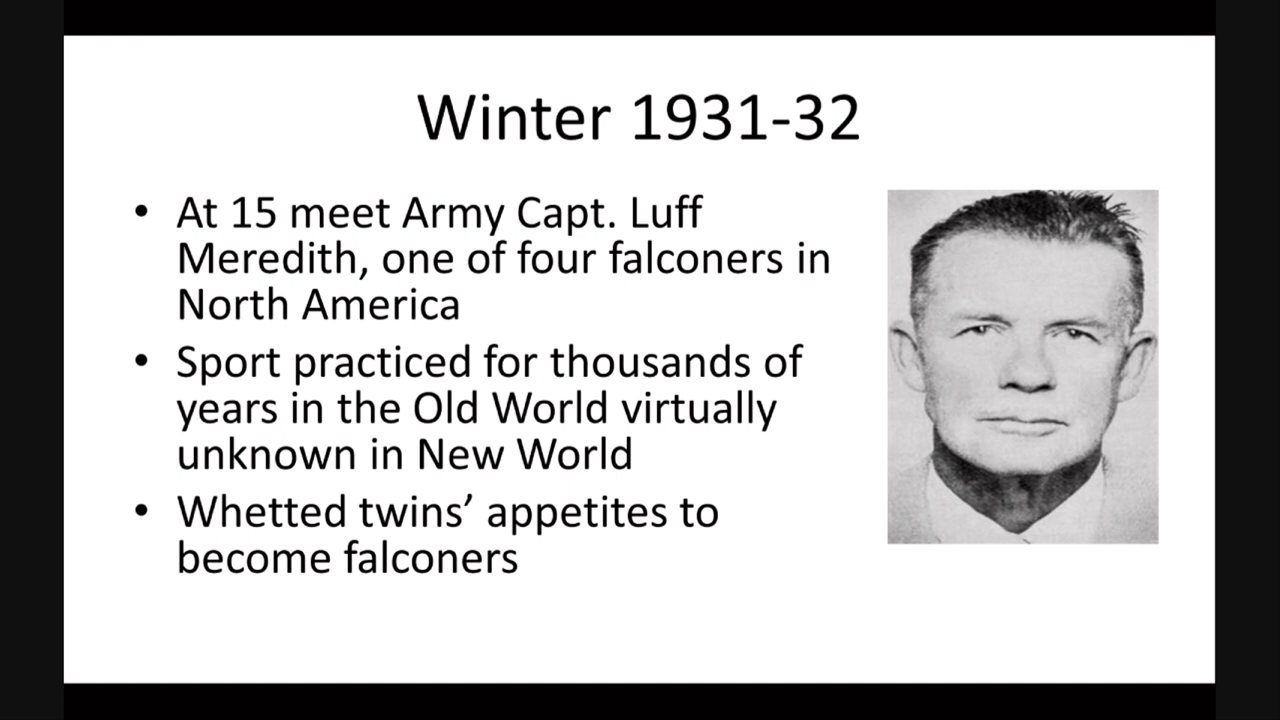 Winter 1931-32
• At 15 meet Army Capt. Luff
Meredith, one of four falconers in
North America
• Sport practiced for thousands of
years in the Old World virtually
unknown in New World
• Whetted twins’ appetites to
become falconers